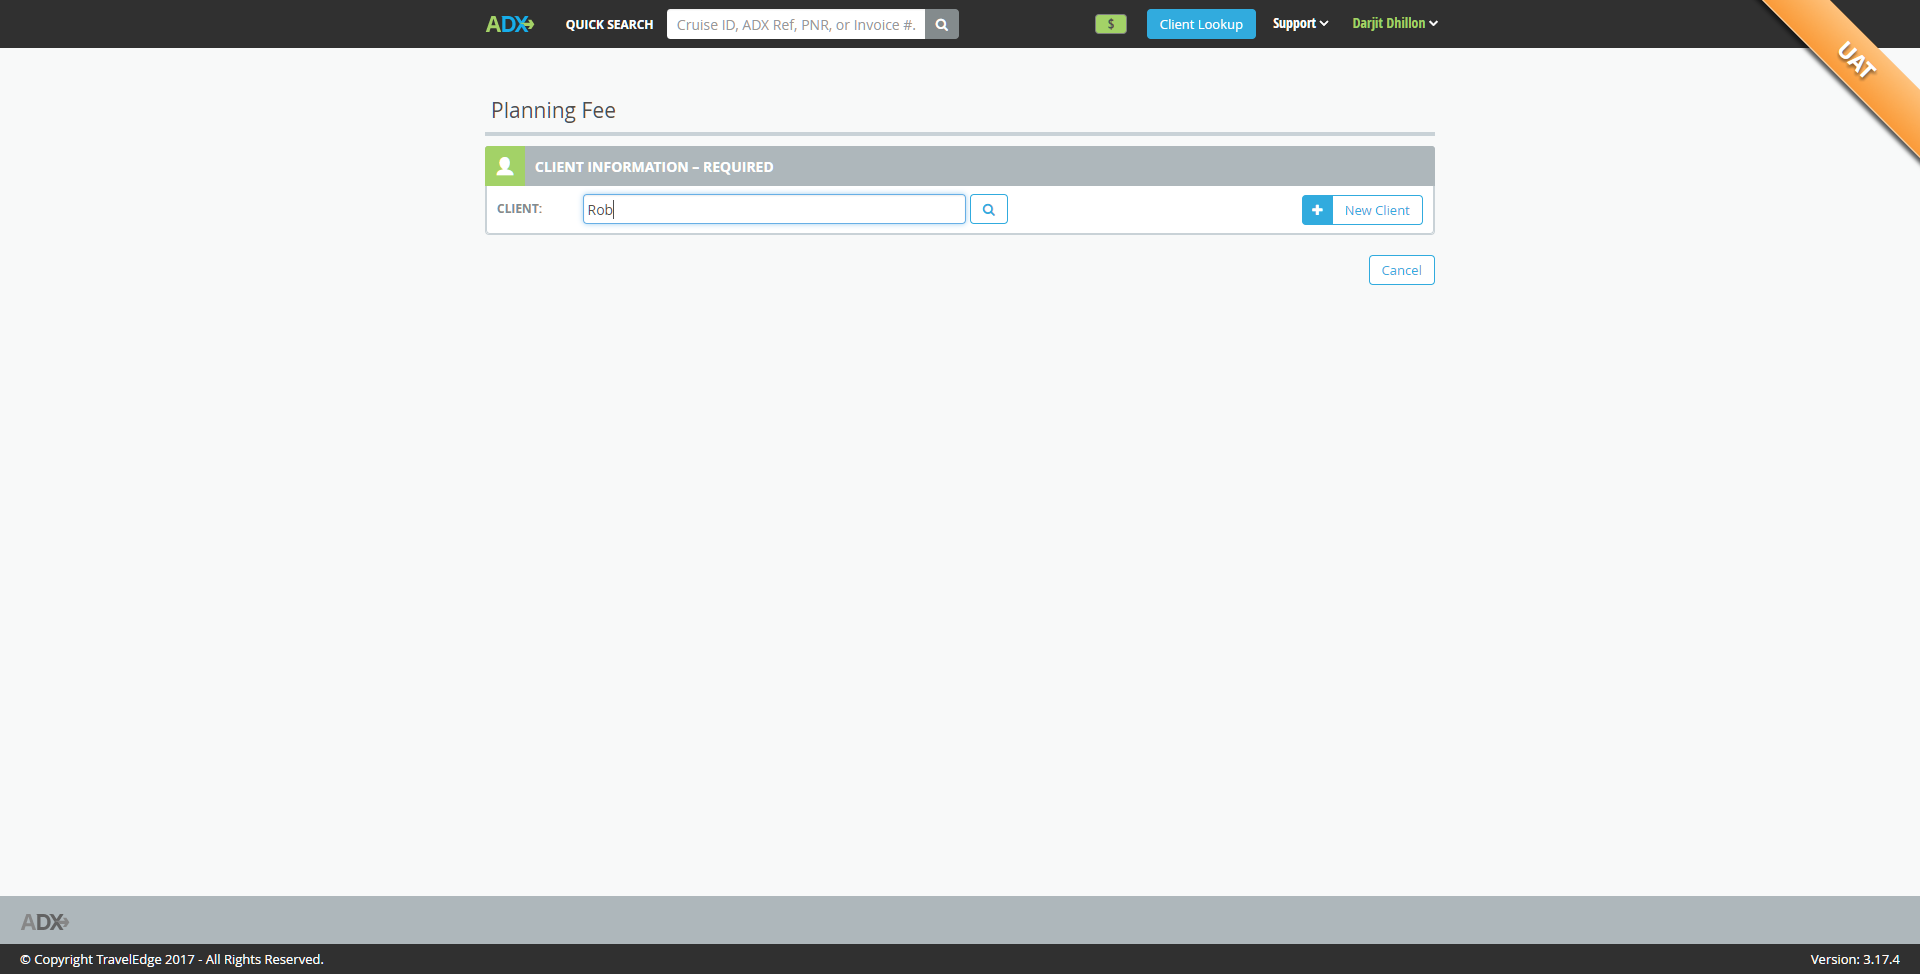 ADX QUICK SEARCH Cruise ID, ADX Ref, PNR, or Invoice #. $ Client Lookup Support Darjit Dhillon
UAT
Planning Fee
CLIENT INFORMATION – REQUIRED
CLIENT: Rob New Client
Cancel
ADX
© Copyright TravelEdge 2017 - All Rights Reserved. Version: 3.17.4